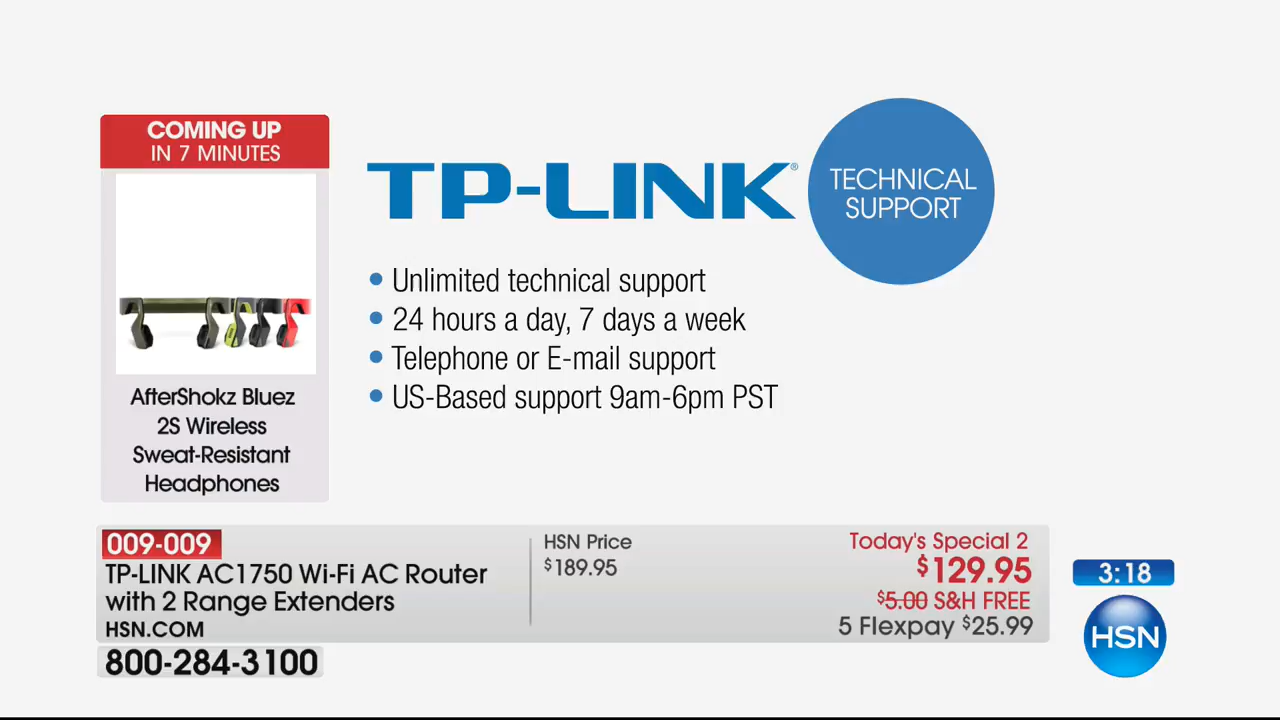 COMING UP
IN 7 MINUTES
AfterShokz Bluez
2S Wireless
Sweat-Resistant
Headphones
TP-LINK®
TECHNICAL
SUPPORT
• Unlimited technical support
• 24 hours a day, 7 days a week
• Telephone or E-mail support
• US-Based support 9am-6pm PST
009-009
TP-LINK AC1750 Wi-Fi AC Router
with 2 Range Extenders
HSN.COM
800-284-3100
HSN Price
$189.95
Today's Special 2
$129.95
$5.00 S&H FREE
5 Flexpay $25.99
3:18
HSN